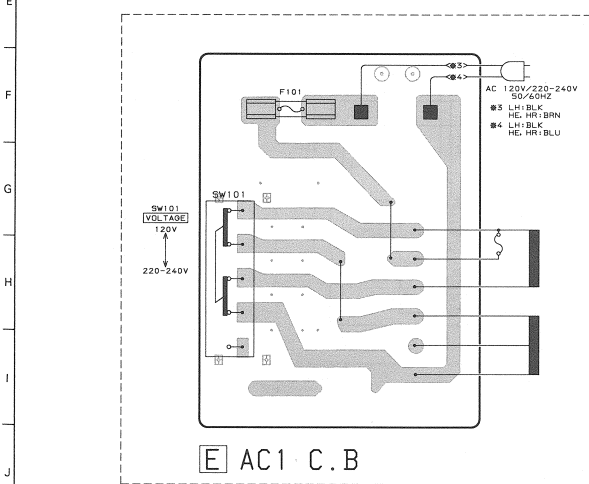 E
F
G
H
I
J
※3
※4
AC 120V/220-240V
50/60HZ
※3 LH:BLK
HE, HR:BRN
※4 LH:BLK
HE, HR:BLU
F101
SW101
SW101
VOLTAGE
120V
220-240V
E AC1 C.B